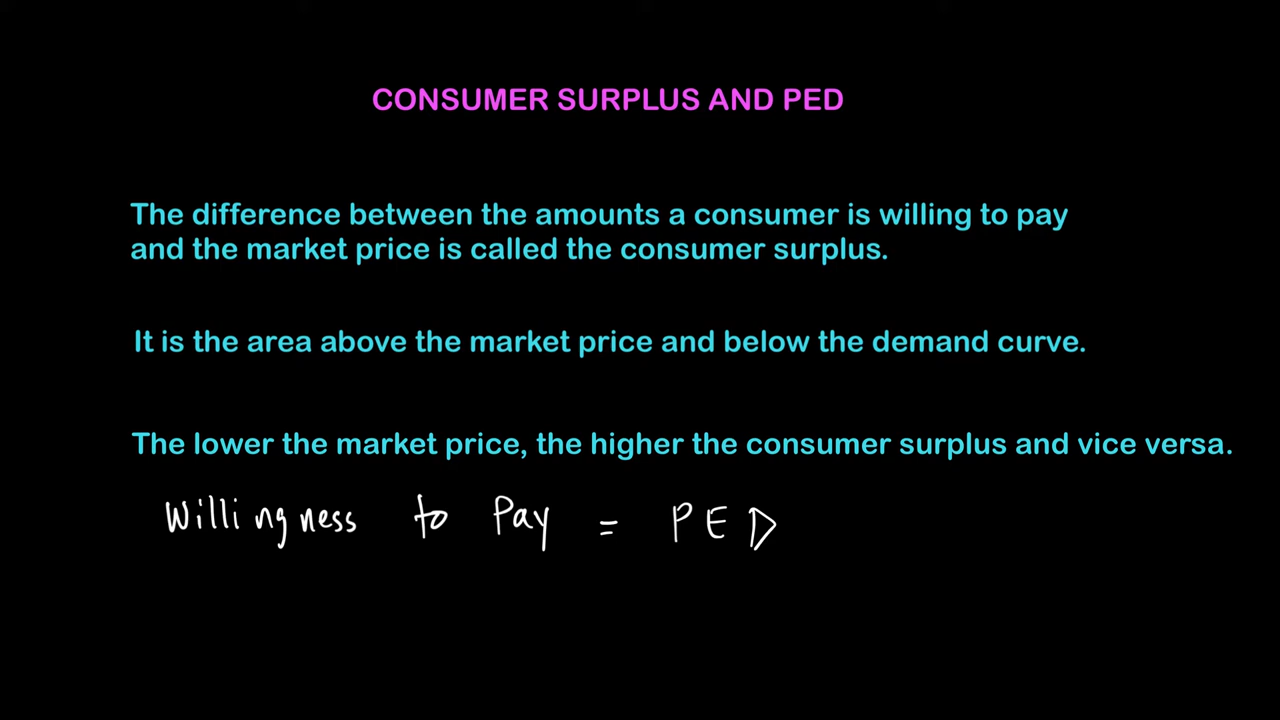 CONSUMER SURPLUS AND PED
The difference between the amounts a consumer is willing to pay
and the market price is called the consumer surplus.
It is the area above the market price and below the demand curve.
The lower the market price, the higher the consumer surplus and vice versa.
Willingness to Pay = PED